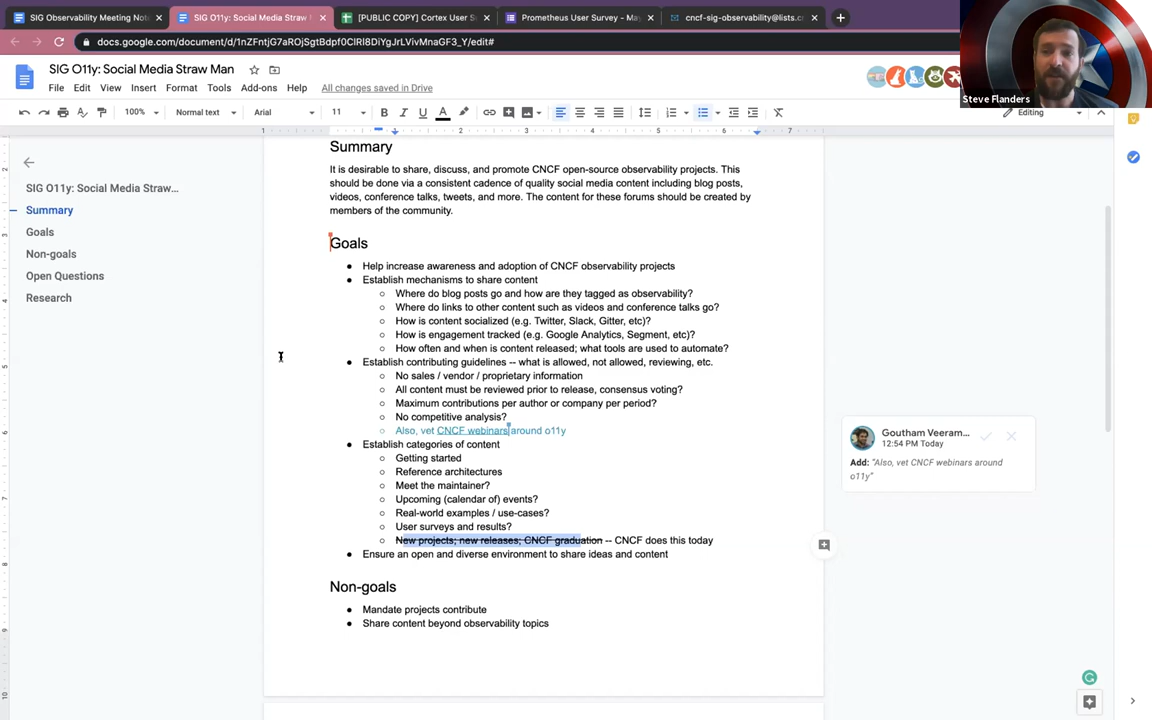 SIG Observability Meeting Not
SIG O11y: Social Media Straw
[PUBLIC COPY] Cortex User S
Prometheus User Survey - Ma
cncf-sig-observability@lists.c
docs.google.com/document/d/1nZFntjG7aROjSgtBdpf0ClRl8DiYgJrLVivMnaGF3_Y/edit#
SIG O11y: Social Media Straw Man
File Edit View Insert Format Tools Add-ons Help All changes saved in Drive
Steve Flanders
100% Normal text Arial 11 B I U A Editing
1 1 2 3 4 5 6 7
SIG O11y: Social Media Straw...
Summary
Goals
Non-goals
Open Questions
Research
Summary
It is desirable to share, discuss, and promote CNCF open-source observability projects. This
should be done via a consistent cadence of quality social media content including blog posts,
videos, conference talks, tweets, and more. The content for these forums should be created by
members of the community.
Goals
● Help increase awareness and adoption of CNCF observability projects
● Establish mechanisms to share content
○ Where do blog posts go and how are they tagged as observability?
○ Where do links to other content such as videos and conference talks go?
○ How is content socialized (e.g. Twitter, Slack, Gitter, etc)?
○ How is engagement tracked (e.g. Google Analytics, Segment, etc)?
○ How often and when is content released; what tools are used to automate?
● Establish contributing guidelines -- what is allowed, not allowed, reviewing, etc.
○ No sales / vendor / proprietary information
○ All content must be reviewed prior to release, consensus voting?
○ Maximum contributions per author or company per period?
○ No competitive analysis?
○ Also, vet CNCF webinars around o11y
● Establish categories of content
○ Getting started
○ Reference architectures
○ Meet the maintainer?
○ Upcoming (calendar of) events?
○ Real-world examples / use-cases?
○ User surveys and results?
○ New projects; new releases; CNCF graduation -- CNCF does this today
● Ensure an open and diverse environment to share ideas and content
Non-goals
● Mandate projects contribute
● Share content beyond observability topics
Goutham Veeram...
12:54 PM Today
Add: "Also, vet CNCF webinars around
o11y"